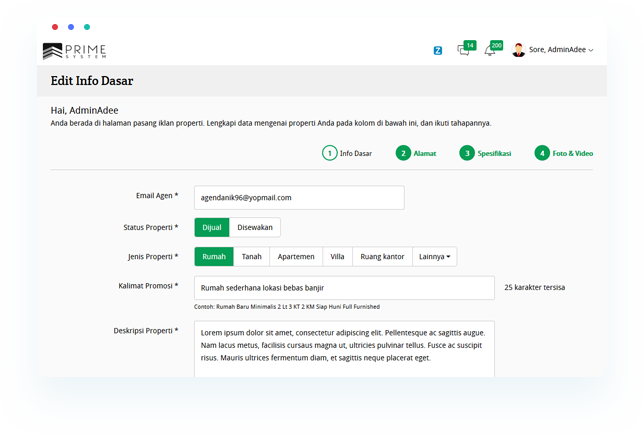 PRIME
SYSTEM
Z
14
200
Sore, AdminAdee
Edit Info Dasar
Hai, AdminAdee
Anda berada di halaman pasang iklan properti. Lengkapi data mengenai properti Anda pada kolom di bawah ini, dan ikuti tahapannya.
1 Info Dasar 2 Alamat 3 Spesifikasi 4 Foto & Video
Email Agen * agendanik96@yopmail.com
Status Properti * Dijual Disewakan
Jenis Properti * Rumah Tanah Apartemen Villa Ruang kantor Lainnya
Kalimat Promosi * Rumah sederhana lokasi bebas banjir 25 karakter tersisa
Contoh: Rumah Baru Minimalis 2 Lt 3 KT 2 KM Siap Huni Full Furnished
Deskripsi Properti * Lorem ipsum dolor sit amet, consectetur adipiscing elit. Pellentesque ac sagittis augue.
Nam lacus metus, facilisis cursaus magna ut, ultricies pulvinar tellus. Fusce ac suscipit
risus. Mauris ultrices fermentum diam, et sagittis neque placerat eget.